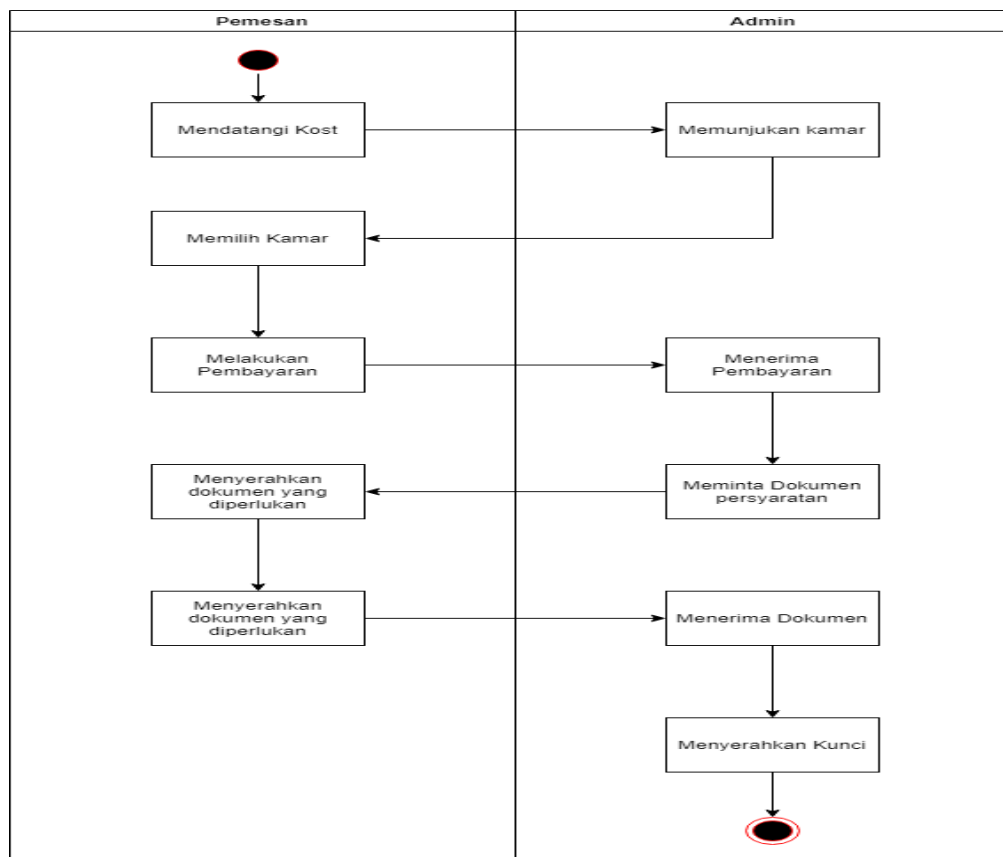 Pemesan
Admin
Mendatangi Kost
Memunjukan kamar
Memilih Kamar
Melakukan
Pembayaran
Menerima
Pembayaran
Menyerahkan
dokumen yang
diperlukan
Meminta Dokumen
persyaratan
Menyerahkan
dokumen yang
diperlukan
Menerima Dokumen
Menyerahkan Kunci